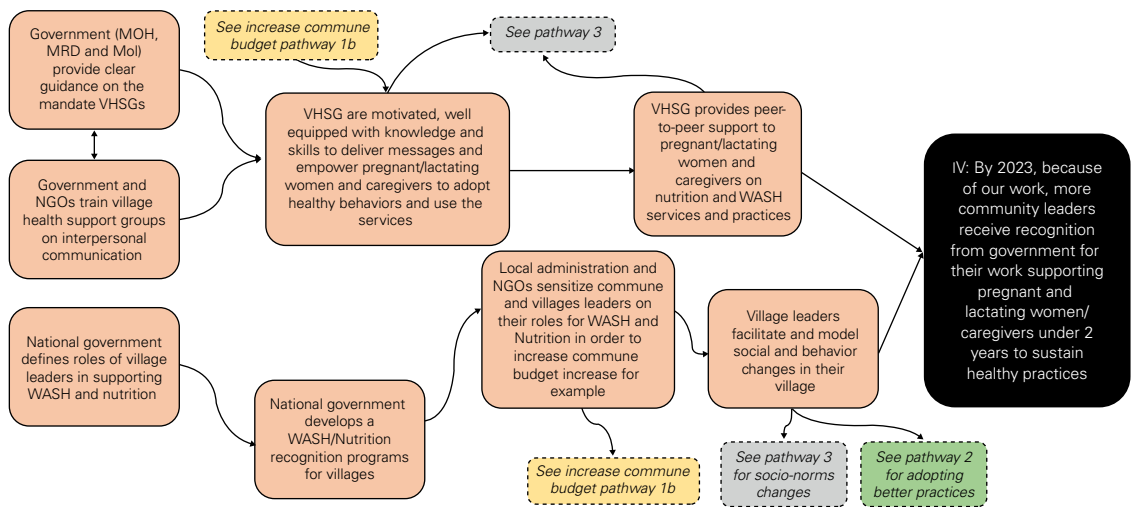 Government (MOH,
MRD and MoI)
provide clear
guidance on the
mandate VHSGs
See increase commune
budget pathway 1b
See pathway 3
VHSG are motivated, well
equipped with knowledge and
skills to deliver messages and
empower pregnant/lactating
women and caregivers to adopt
healthy behaviors and use the
services
VHSG provides peer-
to-peer support to
pregnant/lactating
women and
caregivers on
nutrition and WASH
services and practices
Government and
NGOs train village
health support groups
on interpersonal
communication
IV: By 2023, because
of our work, more
community leaders
receive recognition
from government for
their work supporting
pregnant and
lactating women/
caregivers under 2
years to sustain
healthy practices
National government
defines roles of village
leaders in supporting
WASH and nutrition
National government
develops a
WASH/Nutrition
recognition programs
for villages
Local administration and
NGOs sensitize commune
and villages leaders on
their roles for WASH and
Nutrition in order to
increase commune
budget increase for
example
Village leaders
facilitate and model
social and behavior
changes in their
village
See increase commune
budget pathway 1b
See pathway 3
for socio-norms
changes
See pathway 2
for adopting
better practices